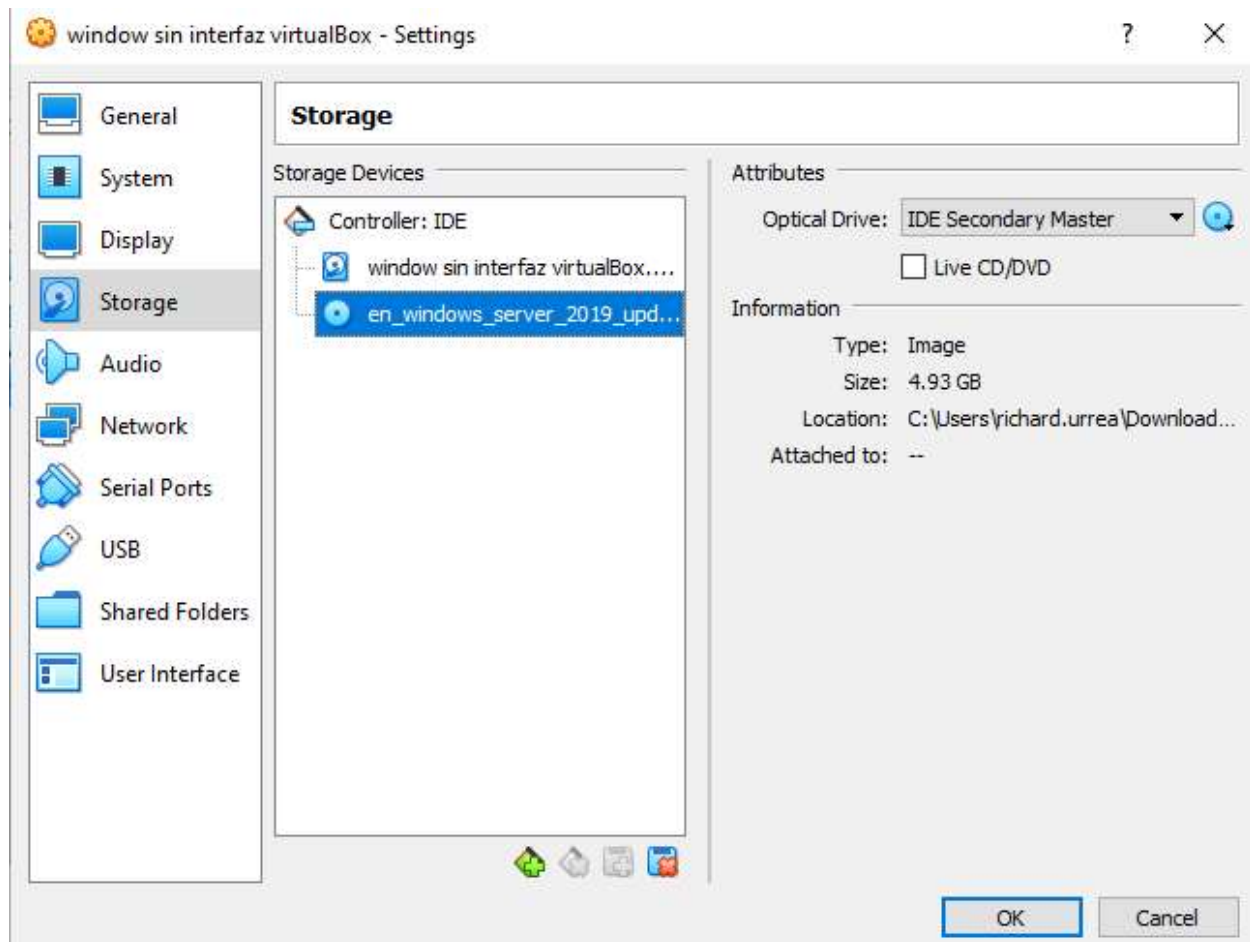 window sin interfaz virtualBox - Settings
?
General
System
Display
Storage
Audio
Network
Serial Ports
USB
Shared Folders
User Interface
Storage
Storage Devices
Controller: IDE
window sin interfaz virtualBox....
en_windows_server_2019_upd...
Attributes
Optical Drive: IDE Secondary Master
Live CD/DVD
Information
Type: Image
Size: 4.93 GB
Location: C:\Users\richard.urrea\Download...
Attached to: --
OK
Cancel